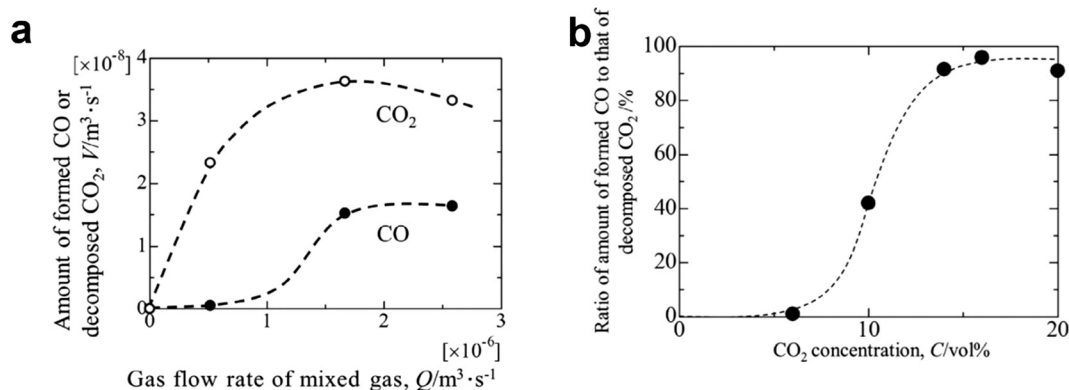 a
[×10⁻⁸]
4
3
2
1
0
0
1
2
3
[×10⁻⁶]
CO₂
CO
Amount of formed CO or
decomposed CO₂, V/m³·s⁻¹
Gas flow rate of mixed gas, Q/m³·s⁻¹
b
100
80
60
40
20
0
0
10
20
Ratio of amount of formed CO to that of
decomposed CO₂/%
CO₂ concentration, C/vol%